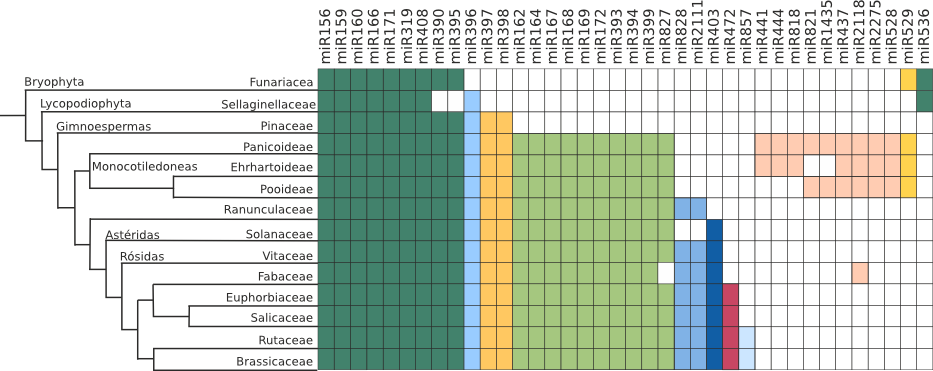 miR156
miR159
miR160
miR166
miR171
miR319
miR408
miR390
miR395
miR396
miR397
miR398
miR162
miR164
miR167
miR168
miR169
miR172
miR393
miR394
miR399
miR827
miR828
miR2111
miR403
miR472
miR857
miR441
miR444
miR818
miR821
miR1435
miR437
miR2118
miR2275
miR528
miR529
miR536
Bryophyta Funariacea
Lycopodiophyta Sellaginellaceae
Gimnoespermas Pinaceae
Panicoideae
Monocotiledoneas Ehrhartoideae
Pooideae
Ranunculaceae
Astéridas Solanaceae
Rósidas Vitaceae
Fabaceae
Euphorbiaceae
Salicaceae
Rutaceae
Brassicaceae